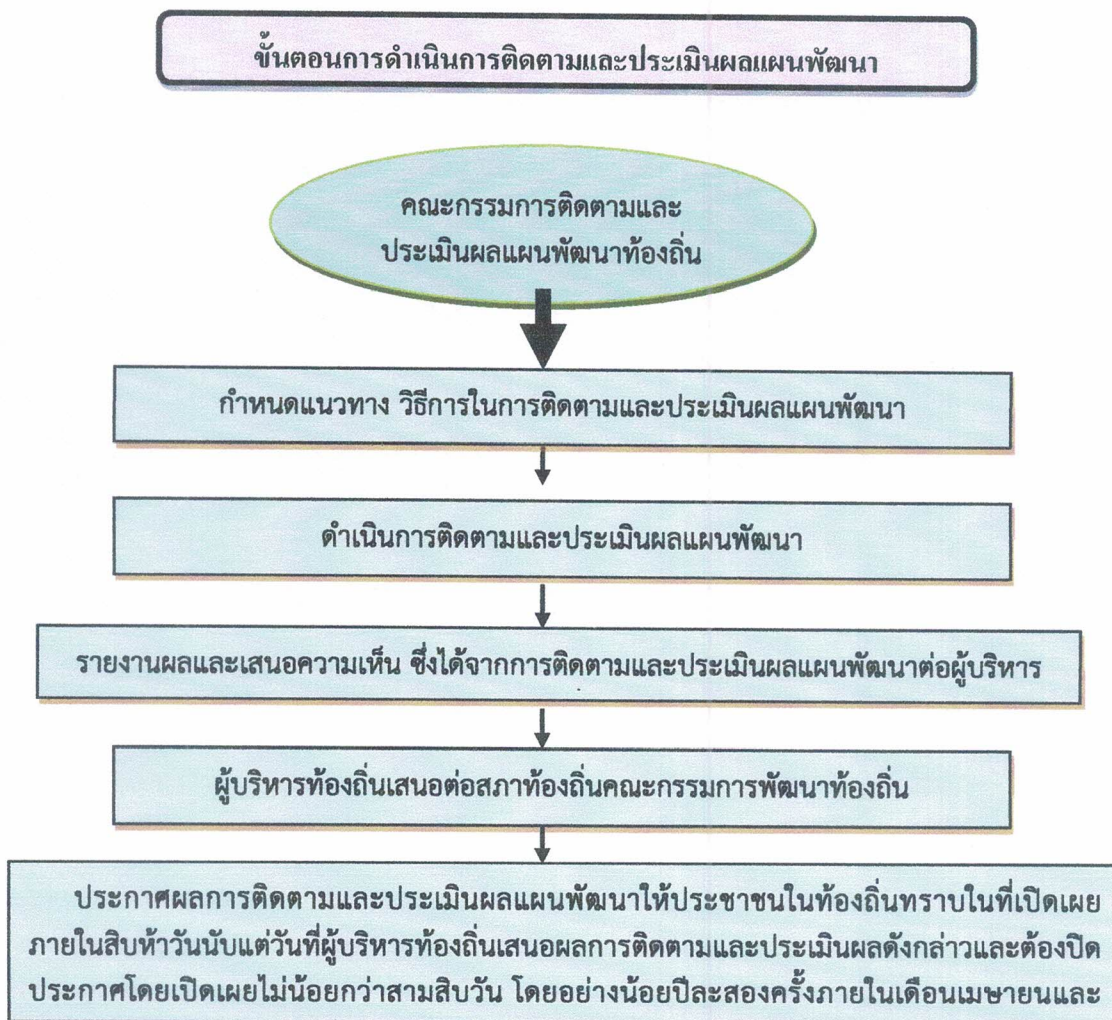 ขั้นตอนการดำเนินการติดตามและประเมินผลแผนพัฒนา
คณะกรรมการติดตามและ
ประเมินผลแผนพัฒนาท้องถิ่น
กำหนดแนวทาง วิธีการในการติดตามและประเมินผลแผนพัฒนา
ดำเนินการติดตามและประเมินผลแผนพัฒนา
รายงานผลและเสนอความเห็น ซึ่งได้จากการติดตามและประเมินผลแผนพัฒนาต่อผู้บริหาร
ผู้บริหารท้องถิ่นเสนอต่อสภาท้องถิ่นคณะกรรมการพัฒนาท้องถิ่น
ประกาศผลการติดตามและประเมินผลแผนพัฒนาให้ประชาชนในท้องถิ่นทราบในที่เปิดเผย
ภายในสิบห้าวันนับแต่วันที่ผู้บริหารท้องถิ่นเสนอผลการติดตามและประเมินผลดังกล่าวและต้องปิด
ประกาศโดยเปิดเผยไม่น้อยกว่าสามสิบวัน โดยอย่างน้อยปีละสองครั้งภายในเดือนเมษายนและ